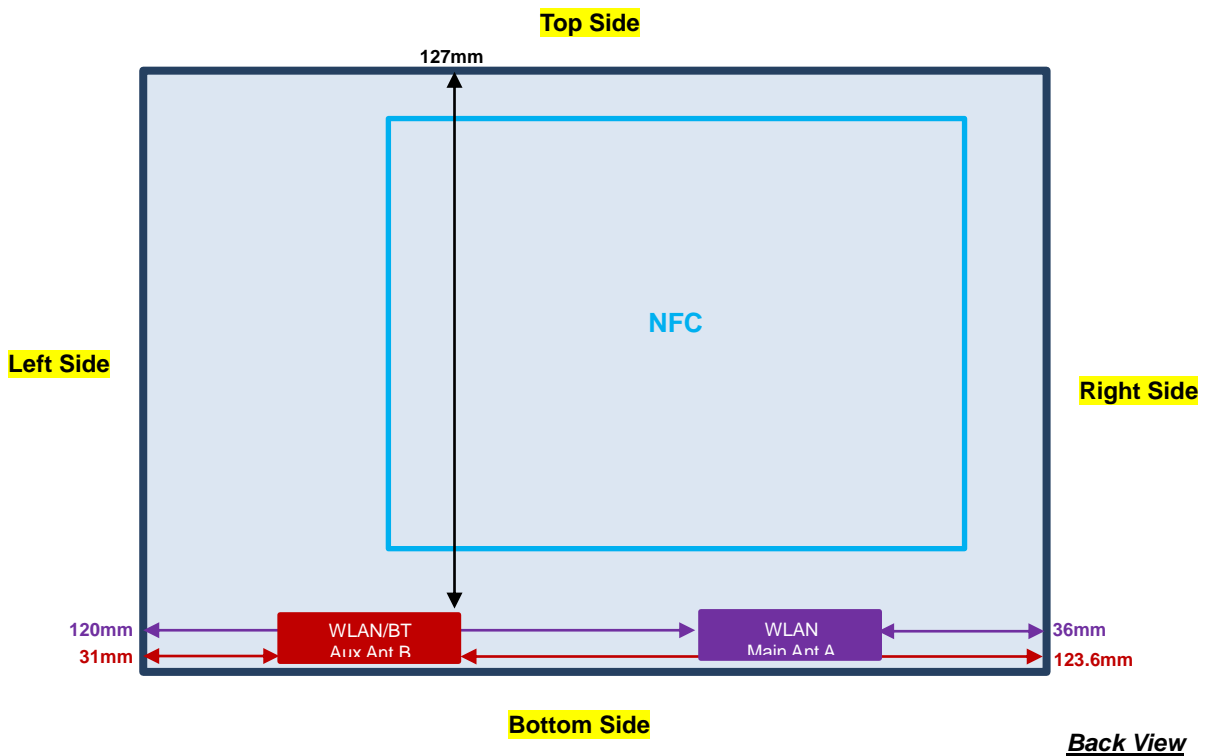 Top Side
127mm
NFC
Left Side
Right Side
120mm
WLAN/BT
Aux Ant B
WLAN
Main Ant A
36mm
31mm
123.6mm
Bottom Side
Back View